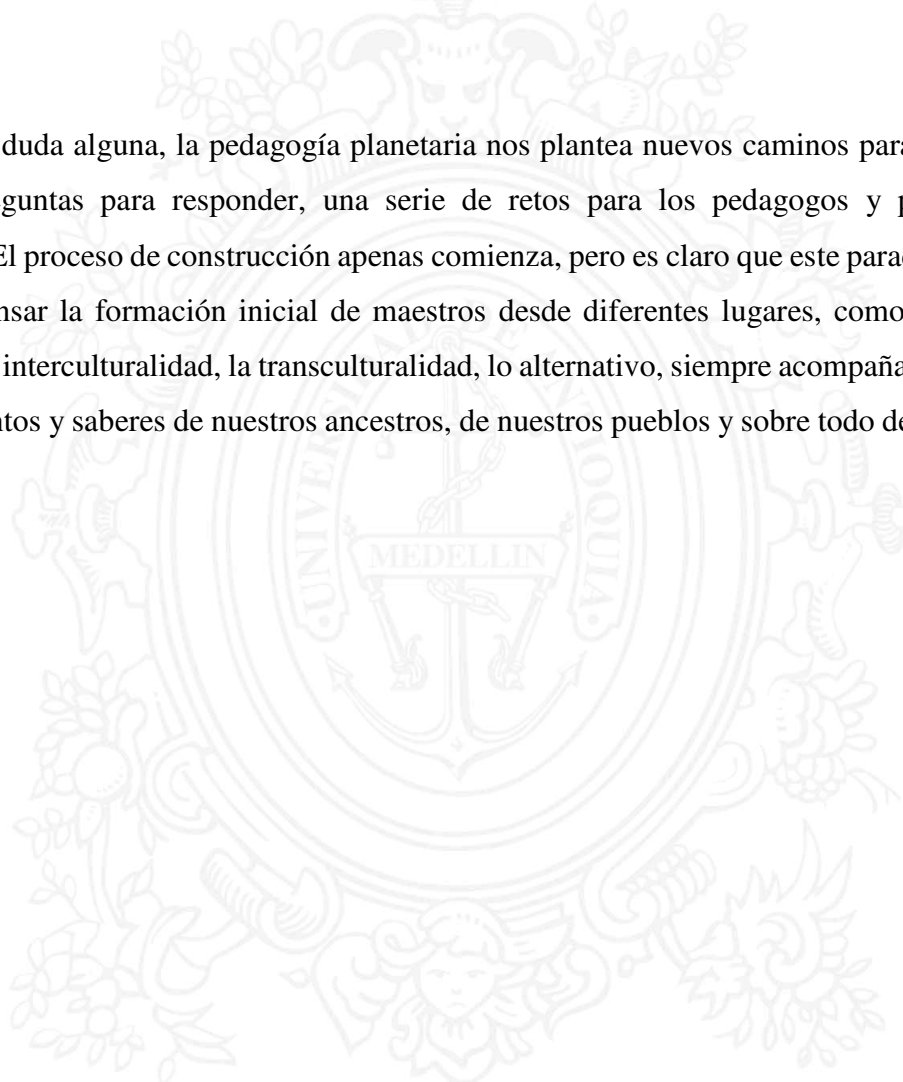 duda alguna, la pedagogía planetaria nos plantea nuevos caminos para
guntas para responder, una serie de retos para los pedagogos y p
El proceso de construcción apenas comienza, pero es claro que este para
nsar la formación inicial de maestros desde diferentes lugares, como
interculturalidad, la transculturalidad, lo alternativo, siempre acompaña
ntos y saberes de nuestros ancestros, de nuestros pueblos y sobre todo de
MEDELLIN